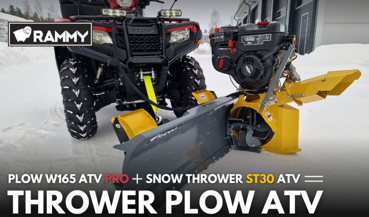 RAMMY
PLOW W165 ATV PRO + SNOW THROWER ST30 ATV =
THROWER PLOW ATV